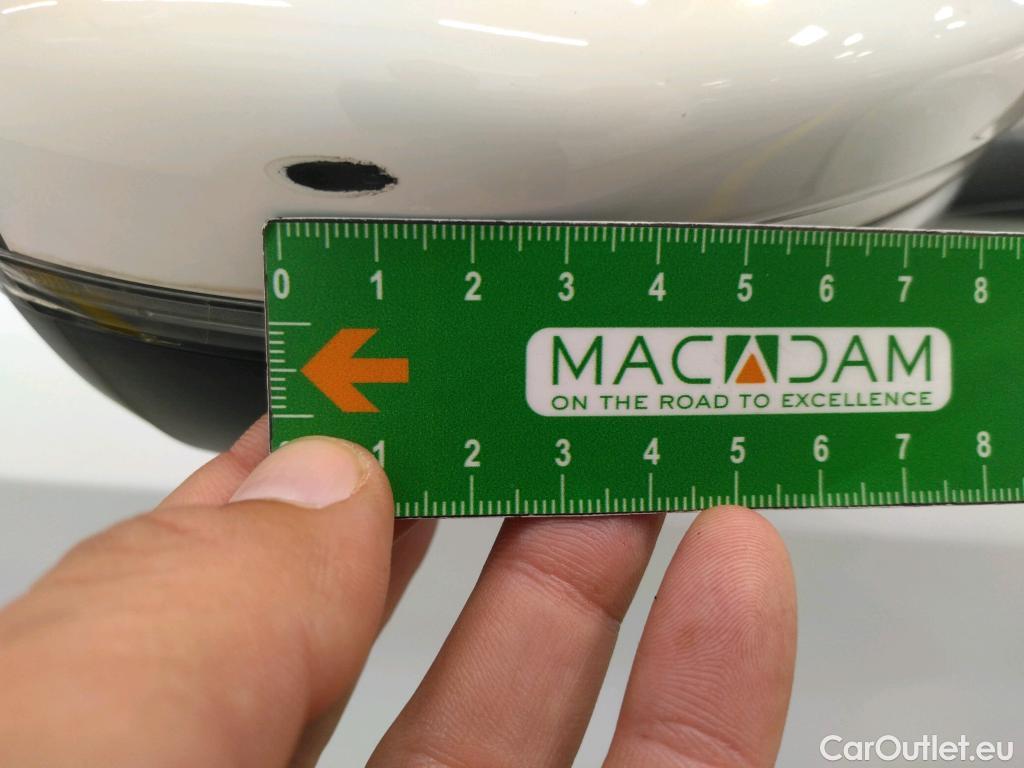 0 1 2 3 4 5 6 7 8
MACADAM
ON THE ROAD TO EXCELLENCE
1 2 3 4 5 6 7 8
CarOutlet.eu